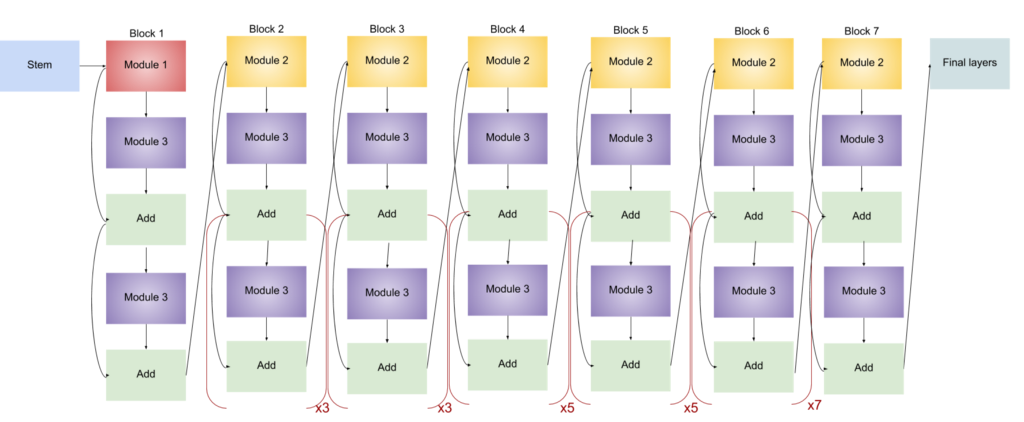 Block 1
Block 2
Block 3
Block 4
Block 5
Block 6
Block 7
Stem
Module 1
Module 2
Module 2
Module 2
Module 2
Module 2
Module 2
Final layers
Module 3
Module 3
Module 3
Module 3
Module 3
Module 3
Module 3
Add
Add
Add
Add
Add
Add
Add
Module 3
Module 3
Module 3
Module 3
Module 3
Module 3
Module 3
Add
Add
Add
Add
Add
Add
Add
x3
x3
x5
x5
x7